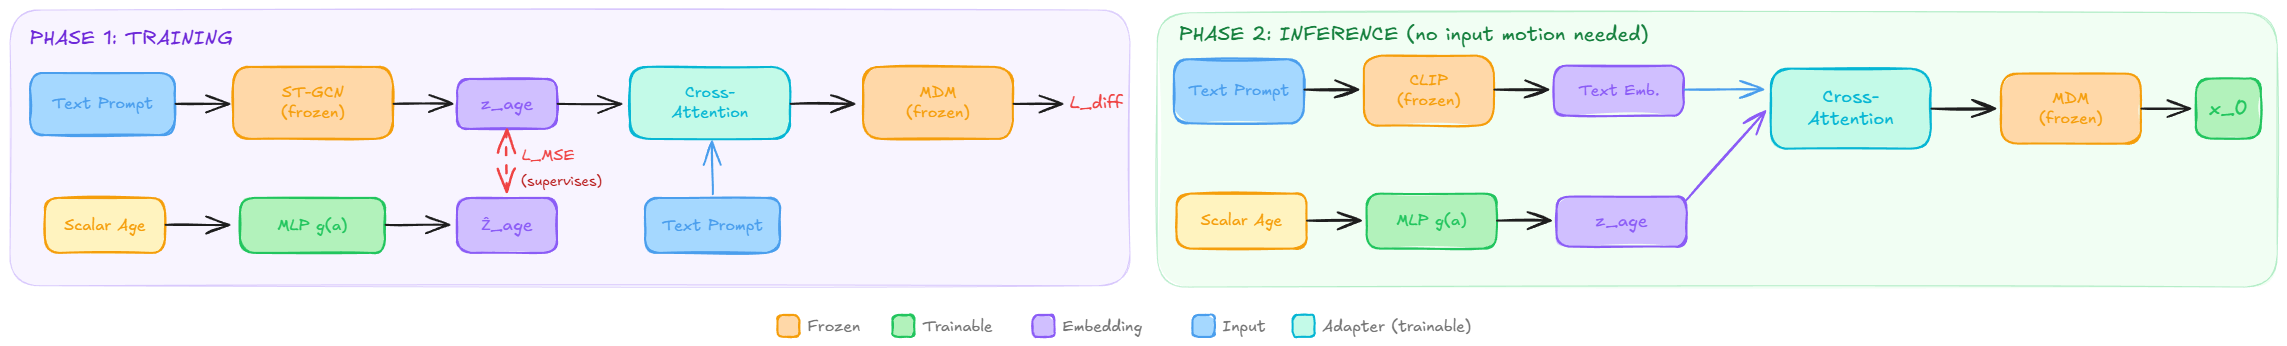 PHASE 1: TRAINING
Text Prompt
ST-GCN
(frozen)
z_age
Cross-
Attention
MDM
(frozen)
L_diff
L_MSE
(supervises)
Scalar Age
MLP g(a)
ẑ_age
Text Prompt
PHASE 2: INFERENCE (no input motion needed)
Text Prompt
CLIP
(frozen)
Text Emb.
Cross-
Attention
MDM
(frozen)
x_0
Scalar Age
MLP g(a)
z_age
Frozen
Trainable
Embedding
Input
Adapter (trainable)